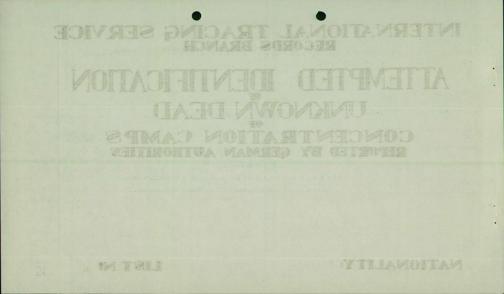 INTERNATIONAL TRACING SERVICE
RECORDS BRANCH
ATTEMPTED IDENTIFICATION
OF
UNKNOWN DEAD
OF
CONCENTRATION CAMPS
REPORTED BY GERMAN AUTHORITIES
NATIONALITY
LIST Nº